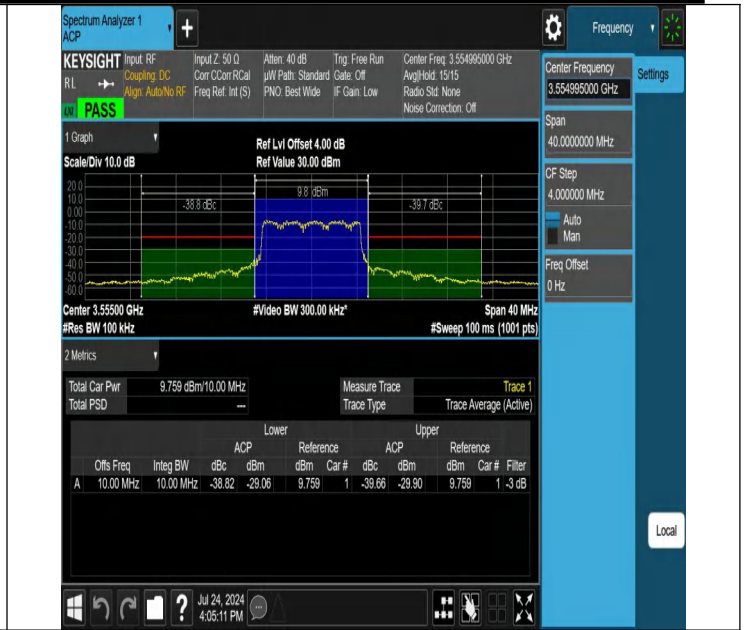 Spectrum Analyzer 1
ACP
Frequency
KEYSIGHT Input: RF Input Z: 50 Ω Atten: 40 dB Trig: Free Run Center Freq: 3.554995000 GHz
RL Coupling: DC Corr CCorr RCal µW Path: Standard Gate: Off Avg|Hold: 15/15
Align: Auto/No RF Freq Ref: Int (S) PNO: Best Wide IF Gain: Low Radio Std: None
PASS Noise Correction: Off
Center Frequency
3.554995000 GHz
Settings
Span
40.0000000 MHz
CF Step
4.000000 MHz
Auto
Man
Freq Offset
0 Hz
1 Graph
Ref Lvl Offset 4.00 dB
Scale/Div 10.0 dB Ref Value 30.00 dBm
20.0
10.0
0.00
-10.0
-20.0
-30.0
-40.0
-50.0
-60.0
-38.8 dBc
9.8 dBm
-39.7 dBc
Center 3.55500 GHz #Video BW 300.00 kHz* Span 40 MHz
#Res BW 100 kHz #Sweep 100 ms (1001 pts)
2 Metrics
Total Car Pwr 9.759 dBm/10.00 MHz Measure Trace Trace 1
Total PSD --- Trace Type Trace Average (Active)
Lower Upper
ACP Reference ACP Reference
Offs Freq Integ BW dBc dBm dBm Car # dBc dBm dBm Car # Filter
A 10.00 MHz 10.00 MHz -38.82 -29.06 9.759 1 -39.66 -29.90 9.759 1 -3 dB
Local
Jul 24, 2024
4:05:11 PM